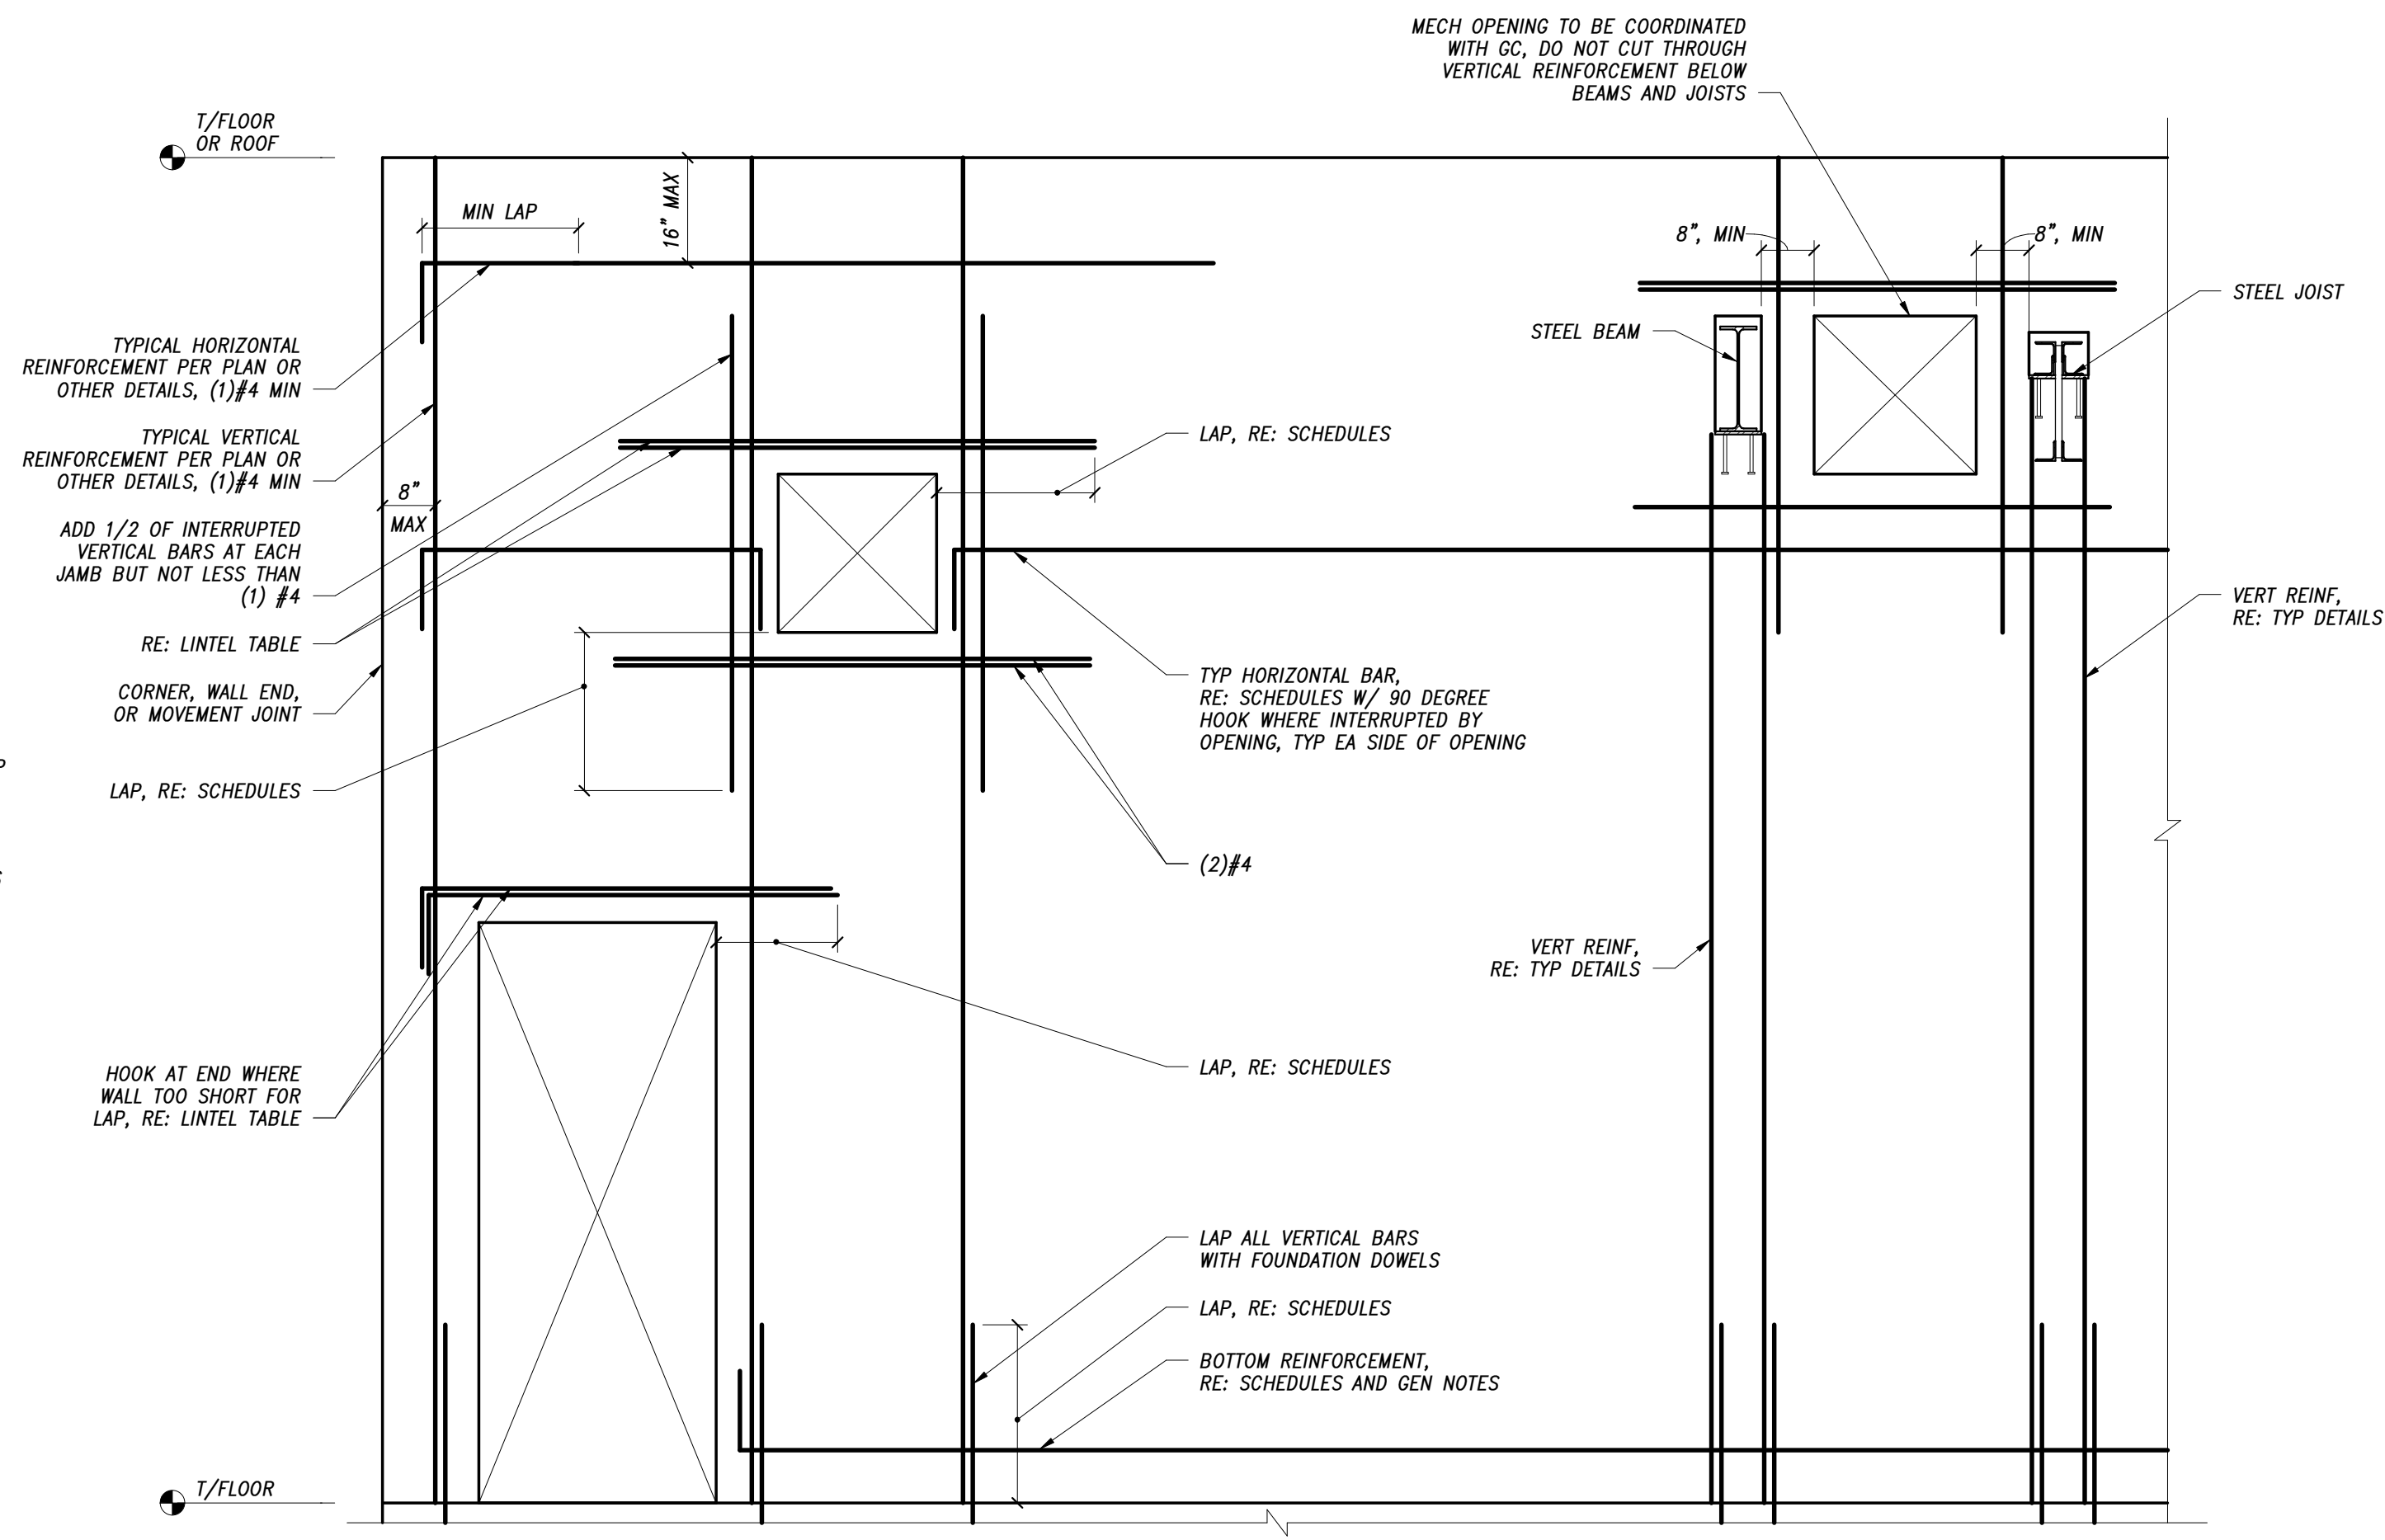 MECH OPENING TO BE COORDINATED
WITH GC, DO NOT CUT THROUGH
VERTICAL REINFORCEMENT BELOW
BEAMS AND JOISTS
T/FLOOR
OR ROOF
MIN LAP
16" MAX
8", MIN
8", MIN
STEEL JOIST
STEEL BEAM
TYPICAL HORIZONTAL
REINFORCEMENT PER PLAN OR
OTHER DETAILS, (1)#4 MIN
TYPICAL VERTICAL
REINFORCEMENT PER PLAN OR
OTHER DETAILS, (1)#4 MIN
8"
MAX
ADD 1/2 OF INTERRUPTED
VERTICAL BARS AT EACH
JAMB BUT NOT LESS THAN
(1) #4
RE: LINTEL TABLE
CORNER, WALL END,
OR MOVEMENT JOINT
LAP, RE: SCHEDULES
LAP, RE: SCHEDULES
VERT REINF,
RE: TYP DETAILS
TYP HORIZONTAL BAR,
RE: SCHEDULES W/ 90 DEGREE
HOOK WHERE INTERRUPTED BY
OPENING, TYP EA SIDE OF OPENING
(2)#4
VERT REINF,
RE: TYP DETAILS
HOOK AT END WHERE
WALL TOO SHORT FOR
LAP, RE: LINTEL TABLE
LAP, RE: SCHEDULES
LAP ALL VERTICAL BARS
WITH FOUNDATION DOWELS
LAP, RE: SCHEDULES
BOTTOM REINFORCEMENT,
RE: SCHEDULES AND GEN NOTES
T/FLOOR